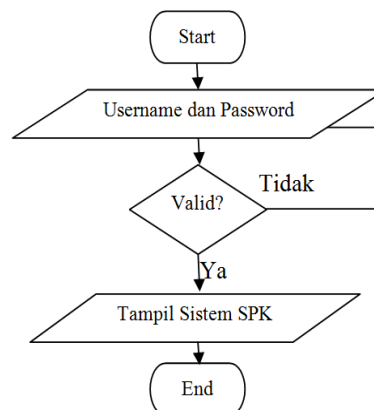 Start
Username dan Password
Valid?
Tidak
Ya
Tampil Sistem SPK
End